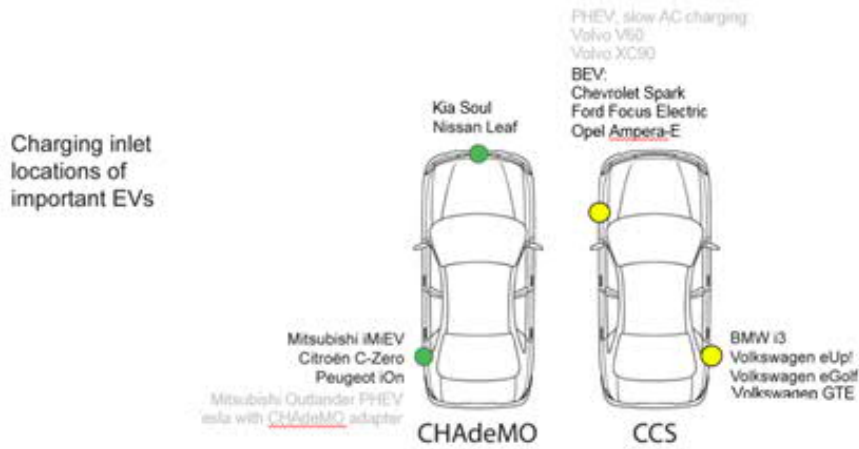 Charging inlet
locations of
important EVs
Kia Soul
Nissan Leaf
Mitsubishi iMiEV
Citroën C-Zero
Peugeot iOn
Mitsubishi Outlander PHEV
esla with CHAdeMO adapter
CHAdeMO
PHEV, slow AC charging:
Volvo V60
Volvo XC90
BEV:
Chevrolet Spark
Ford Focus Electric
Opel Ampera-E
BMW i3
Volkswagen eUp!
Volkswagen eGolf
Volkswagen GTE
CCS